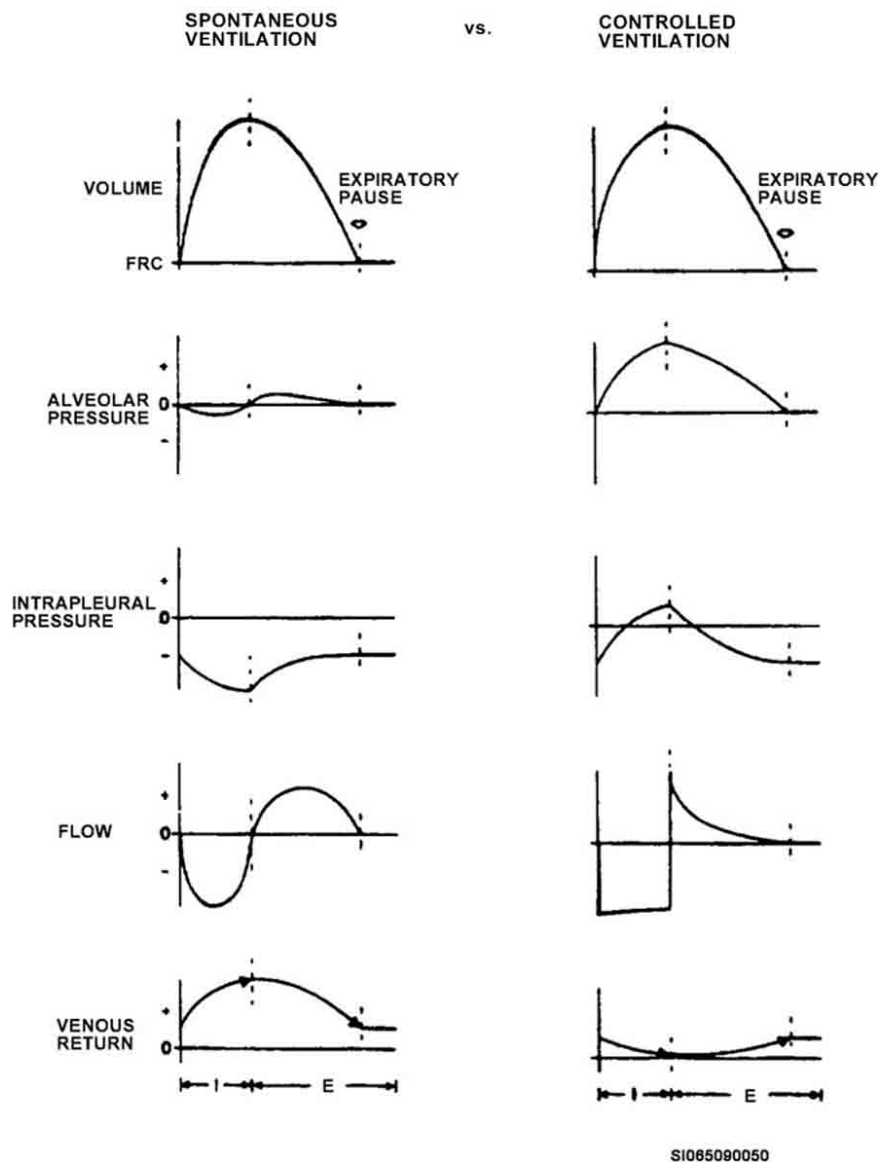 SPONTANEOUS
VENTILATION
vs.
CONTROLLED
VENTILATION
VOLUME
EXPIRATORY
PAUSE
FRC
EXPIRATORY
PAUSE
+
ALVEOLAR
PRESSURE
0
-
+
INTRAPLEURAL
PRESSURE
0
-
+
FLOW
0
-
+
VENOUS
RETURN
0
I
E
I
E
SI065090050